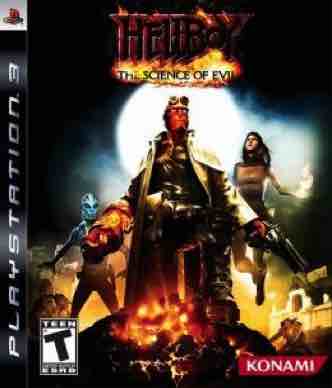 PLAYSTATION 3
HELLBOY
THE SCIENCE OF EVIL
TEEN
T
ESRB
KONAMI